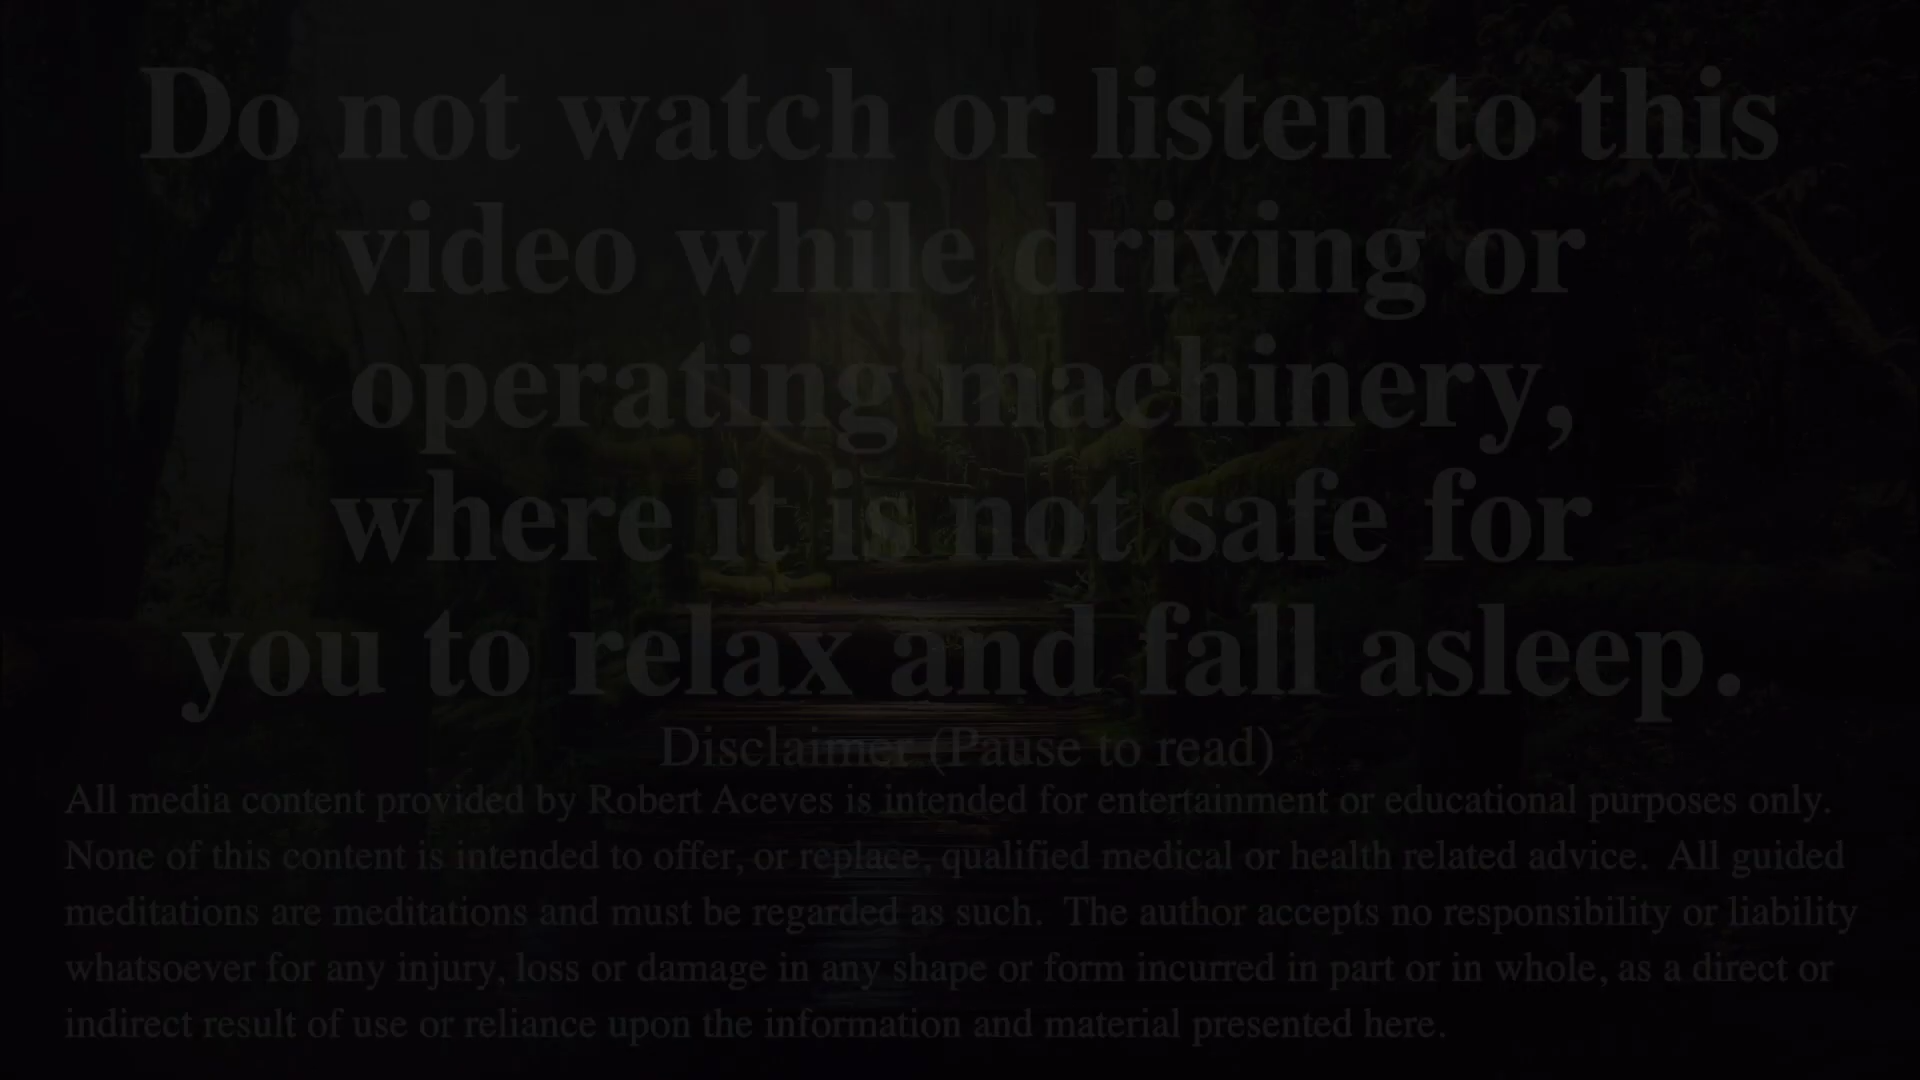 Do not watch or listen to this
video while driving or
operating machinery,
where it is not safe for
you to relax and fall asleep.
Disclaimer (Pause to read)
All media content provided by Robert Aceves is intended for entertainment or educational purposes only.
None of this content is intended to offer, or replace, qualified medical or health related advice.  All guided
meditations are meditations and must be regarded as such.  The author accepts no responsibility or liability
whatsoever for any injury, loss or damage in any shape or form incurred in part or in whole, as a direct or
indirect result of use or reliance upon the information and material presented here.